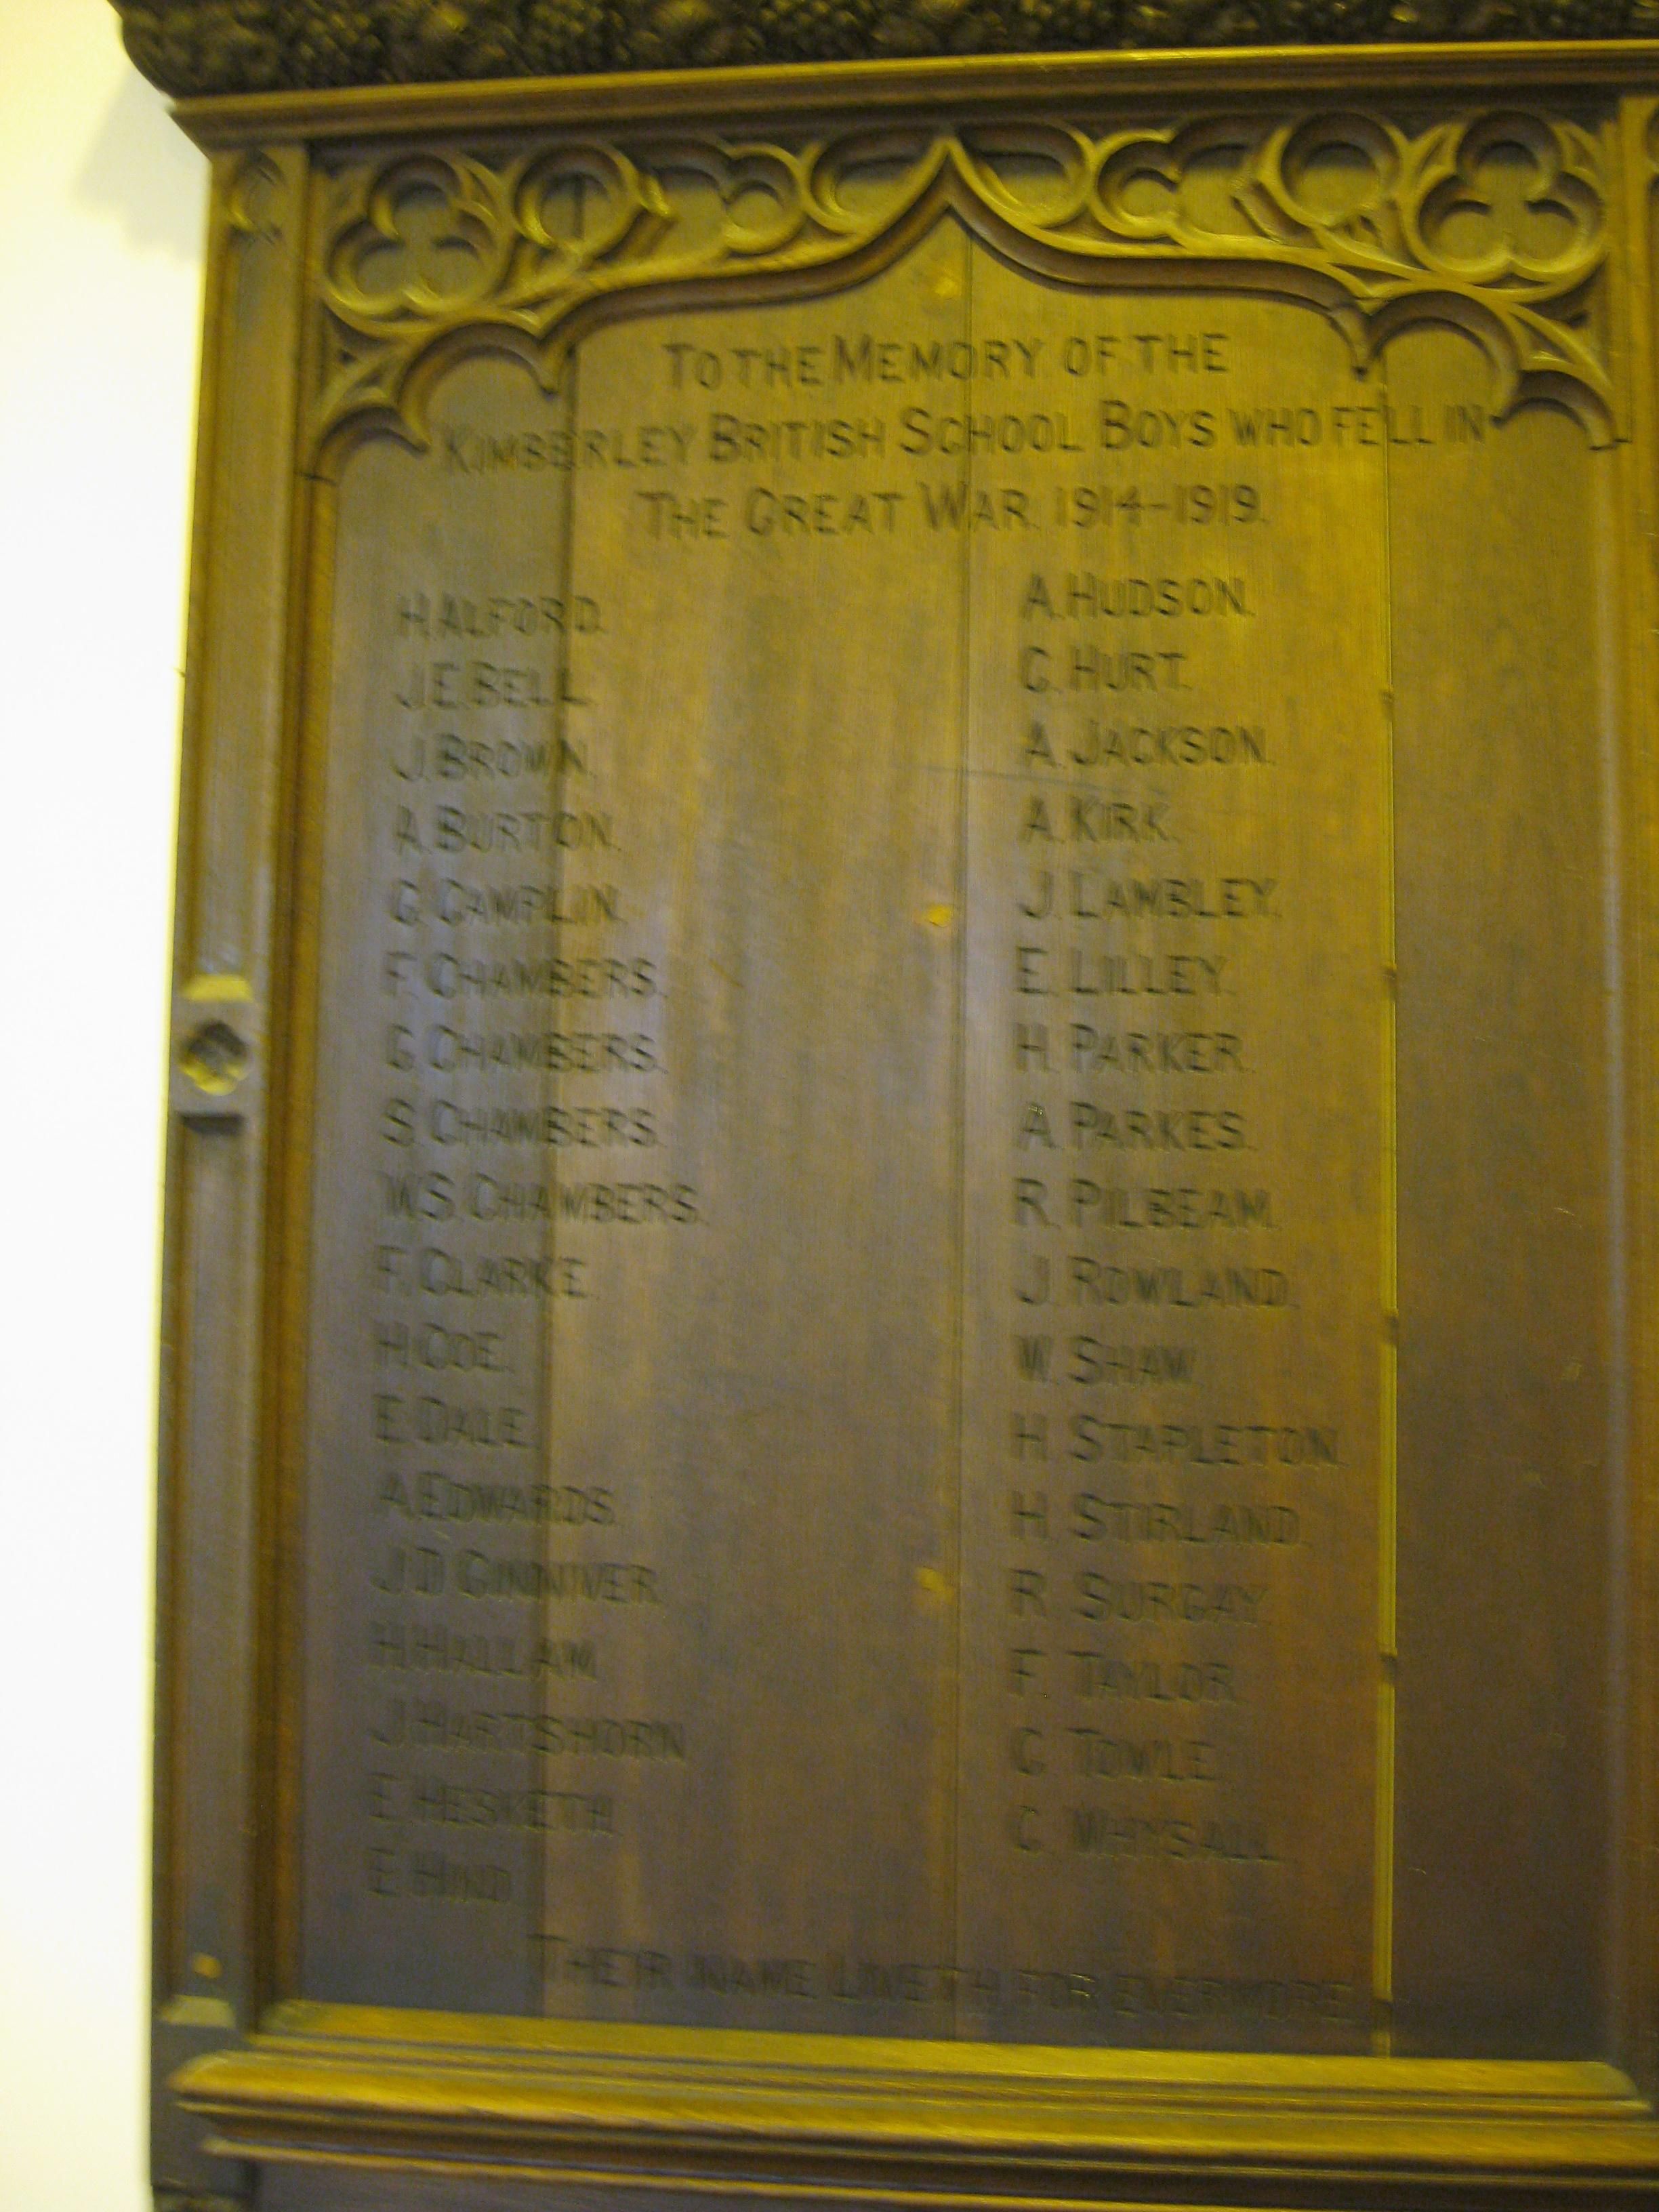 TO THE MEMORY OF THE
KIMBERLEY BRITISH SCHOOL BOYS WHO FELL IN
THE GREAT WAR. 1914-1919.
H. ALFORD.
J.E. BELL.
J. BROWN.
A. BURTON.
G. CAMPLIN.
F. CHAMBERS.
G. CHAMBERS.
S. CHAMBERS.
W.S. CHAMBERS.
F. CLARKE.
H. COE.
E. DALE.
A. EDWARDS.
J.D. GINNIVER
H. HALLAM
J. HARTSHORN
E. HESKETH
E. HIND
A. HUDSON.
G. HURT.
A. JACKSON.
A. KIRK.
J. LAMBLEY.
E. LILLEY.
H. PARKER.
A. PARKES.
R. PILBEAM.
J. ROWLAND.
W. SHAW
H. STAPLETON.
H. STIRLAND.
R. SURGAY
F. TAYLOR
C. TOWLE
C. WHYSALL
THEIR NAME LIVETH FOR EVERMORE